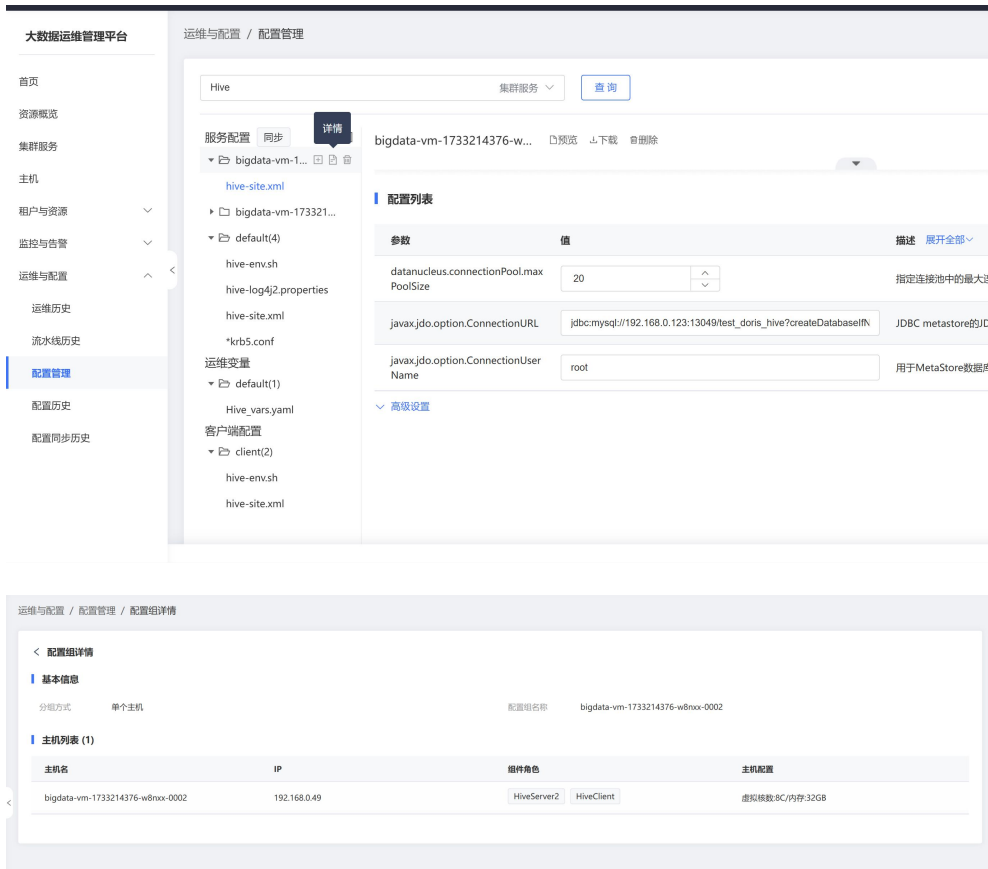 大数据运维管理平台
首页
资源概览
集群服务
主机
租户与资源
监控与告警
运维与配置
运维历史
流水线历史
配置管理
配置历史
配置同步历史
运维与配置 / 配置管理
Hive 集群服务 查询
服务配置 同步 详情
bigdata-vm-1...
hive-site.xml
bigdata-vm-173321...
default(4)
hive-env.sh
hive-log4j2.properties
hive-site.xml
*krb5.conf
运维变量
default(1)
Hive_vars.yaml
客户端配置
client(2)
hive-env.sh
hive-site.xml
bigdata-vm-1733214376-w... 预览 下载 删除
配置列表
参数 值 描述 展开全部
datanucleus.connectionPool.max
PoolSize
20
指定连接池中的最大
javax.jdo.option.ConnectionURL jdbc:mysql://192.168.0.123:13049/test_doris_hive?createDatabaseIfN JDBC metastore的JD
javax.jdo.option.ConnectionUser
Name
root
用于MetaStore数据库
高级设置
运维与配置 / 配置管理 / 配置组详情
配置组详情
基本信息
分组方式 单个主机 配置组名称 bigdata-vm-1733214376-w8nxx-0002
主机列表 (1)
主机名 IP 组件角色 主机配置
bigdata-vm-1733214376-w8nxx-0002 192.168.0.49 HiveServer2 HiveClient 虚拟核数:8C/内存:32GB